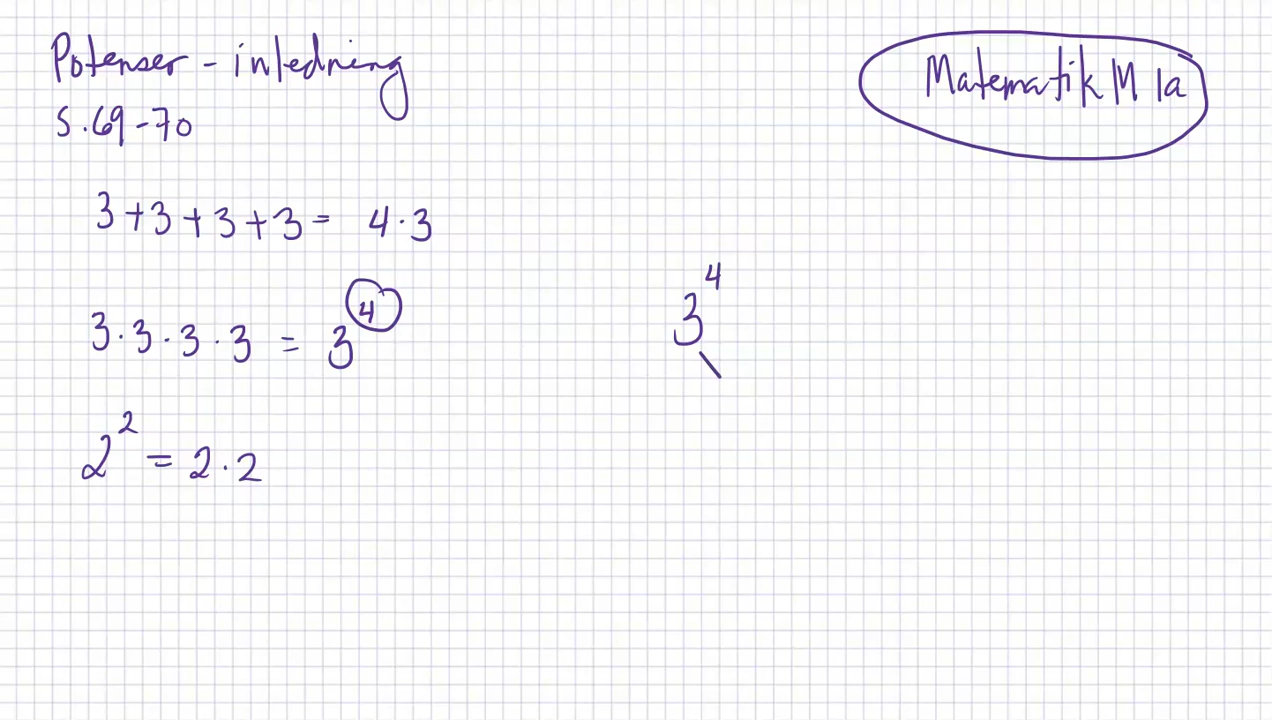 Potenser - inledning
s. 69-70
Matematik M 1a
3 + 3 + 3 + 3 = 4 · 3
3 · 3 · 3 · 3 = 3⁴
3⁴
2² = 2 · 2